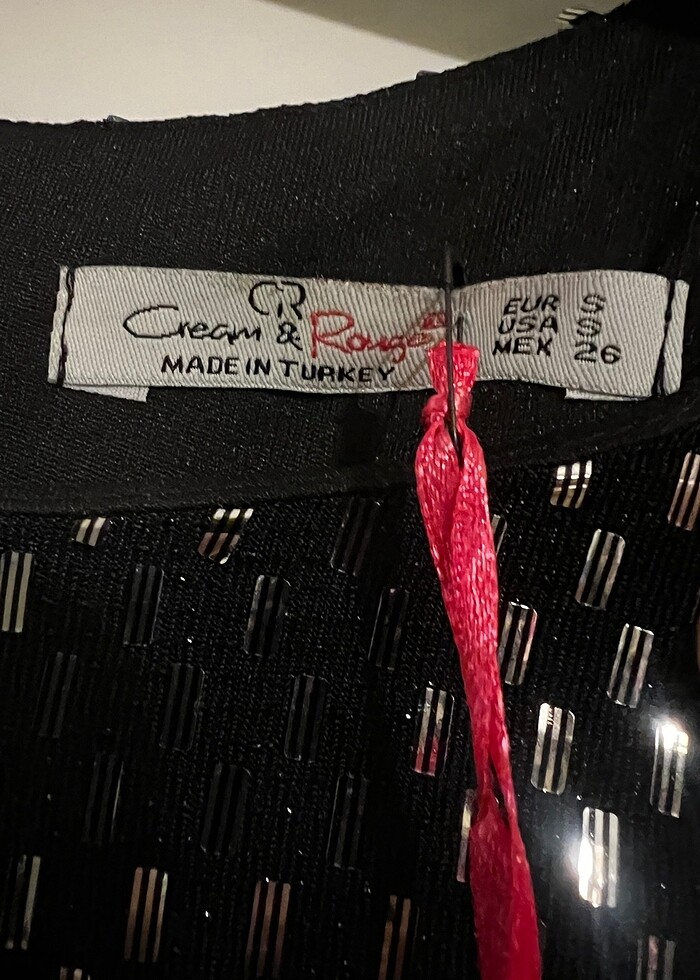 CR
Cream & Rouge
MADE IN TURKEY
EUR S
USA S
MEX 26